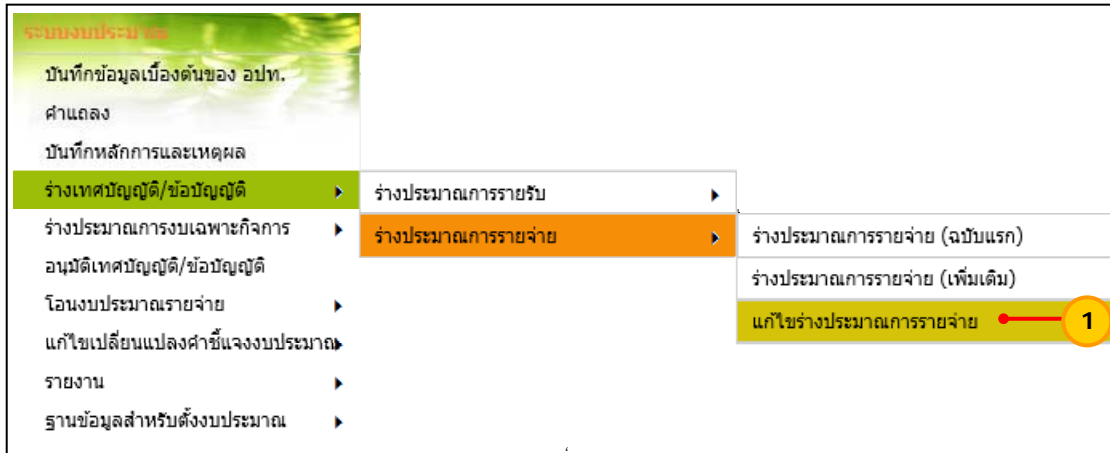 ระบบงบประมาณ
บันทึกข้อมูลเบื้องต้นของ อปท.
คำแถลง
บันทึกหลักการและเหตุผล
ร่างเทศบัญญัติ/ข้อบัญญัติ
ร่างประมาณการงบเฉพาะกิจการ
อนุมัติเทศบัญญัติ/ข้อบัญญัติ
โอนงบประมาณรายจ่าย
แก้ไขเปลี่ยนแปลงคำชี้แจงงบประมาณ
รายงาน
ฐานข้อมูลสำหรับตั้งงบประมาณ
ร่างประมาณการรายรับ
ร่างประมาณการรายจ่าย
ร่างประมาณการรายจ่าย (ฉบับแรก)
ร่างประมาณการรายจ่าย (เพิ่มเติม)
แก้ไขร่างประมาณการรายจ่าย
1